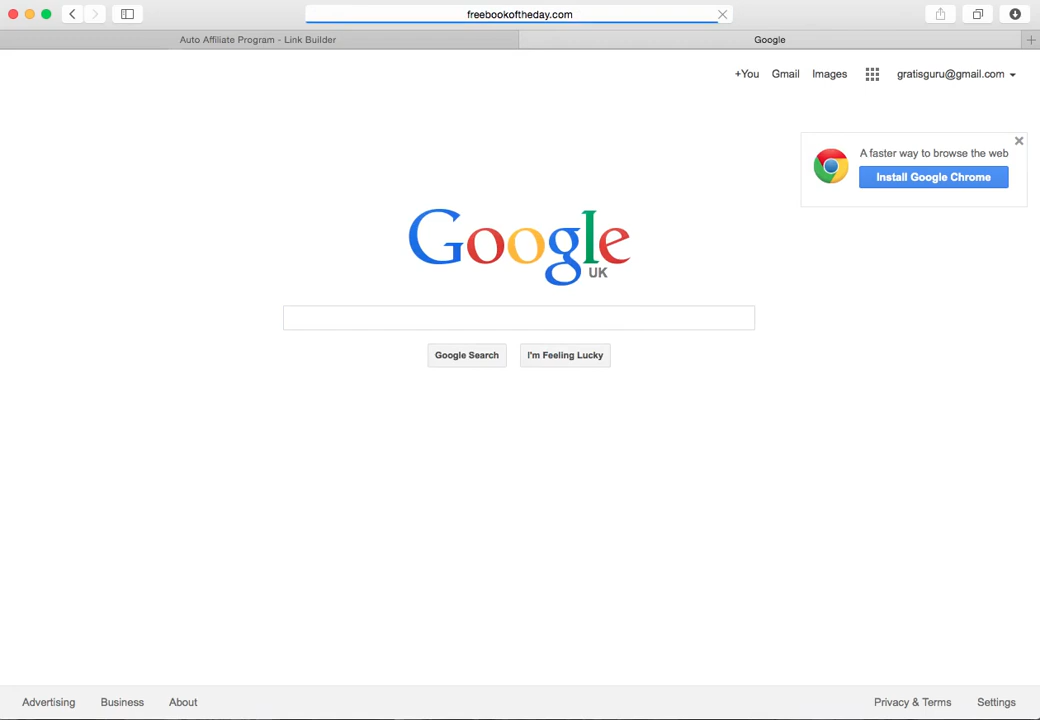 freebookoftheday.com
Auto Affiliate Program - Link Builder
Google
+You Gmail Images gratisguru@gmail.com
A faster way to browse the web
Install Google Chrome
Google
UK
Google Search I'm Feeling Lucky
Advertising Business About Privacy & Terms Settings